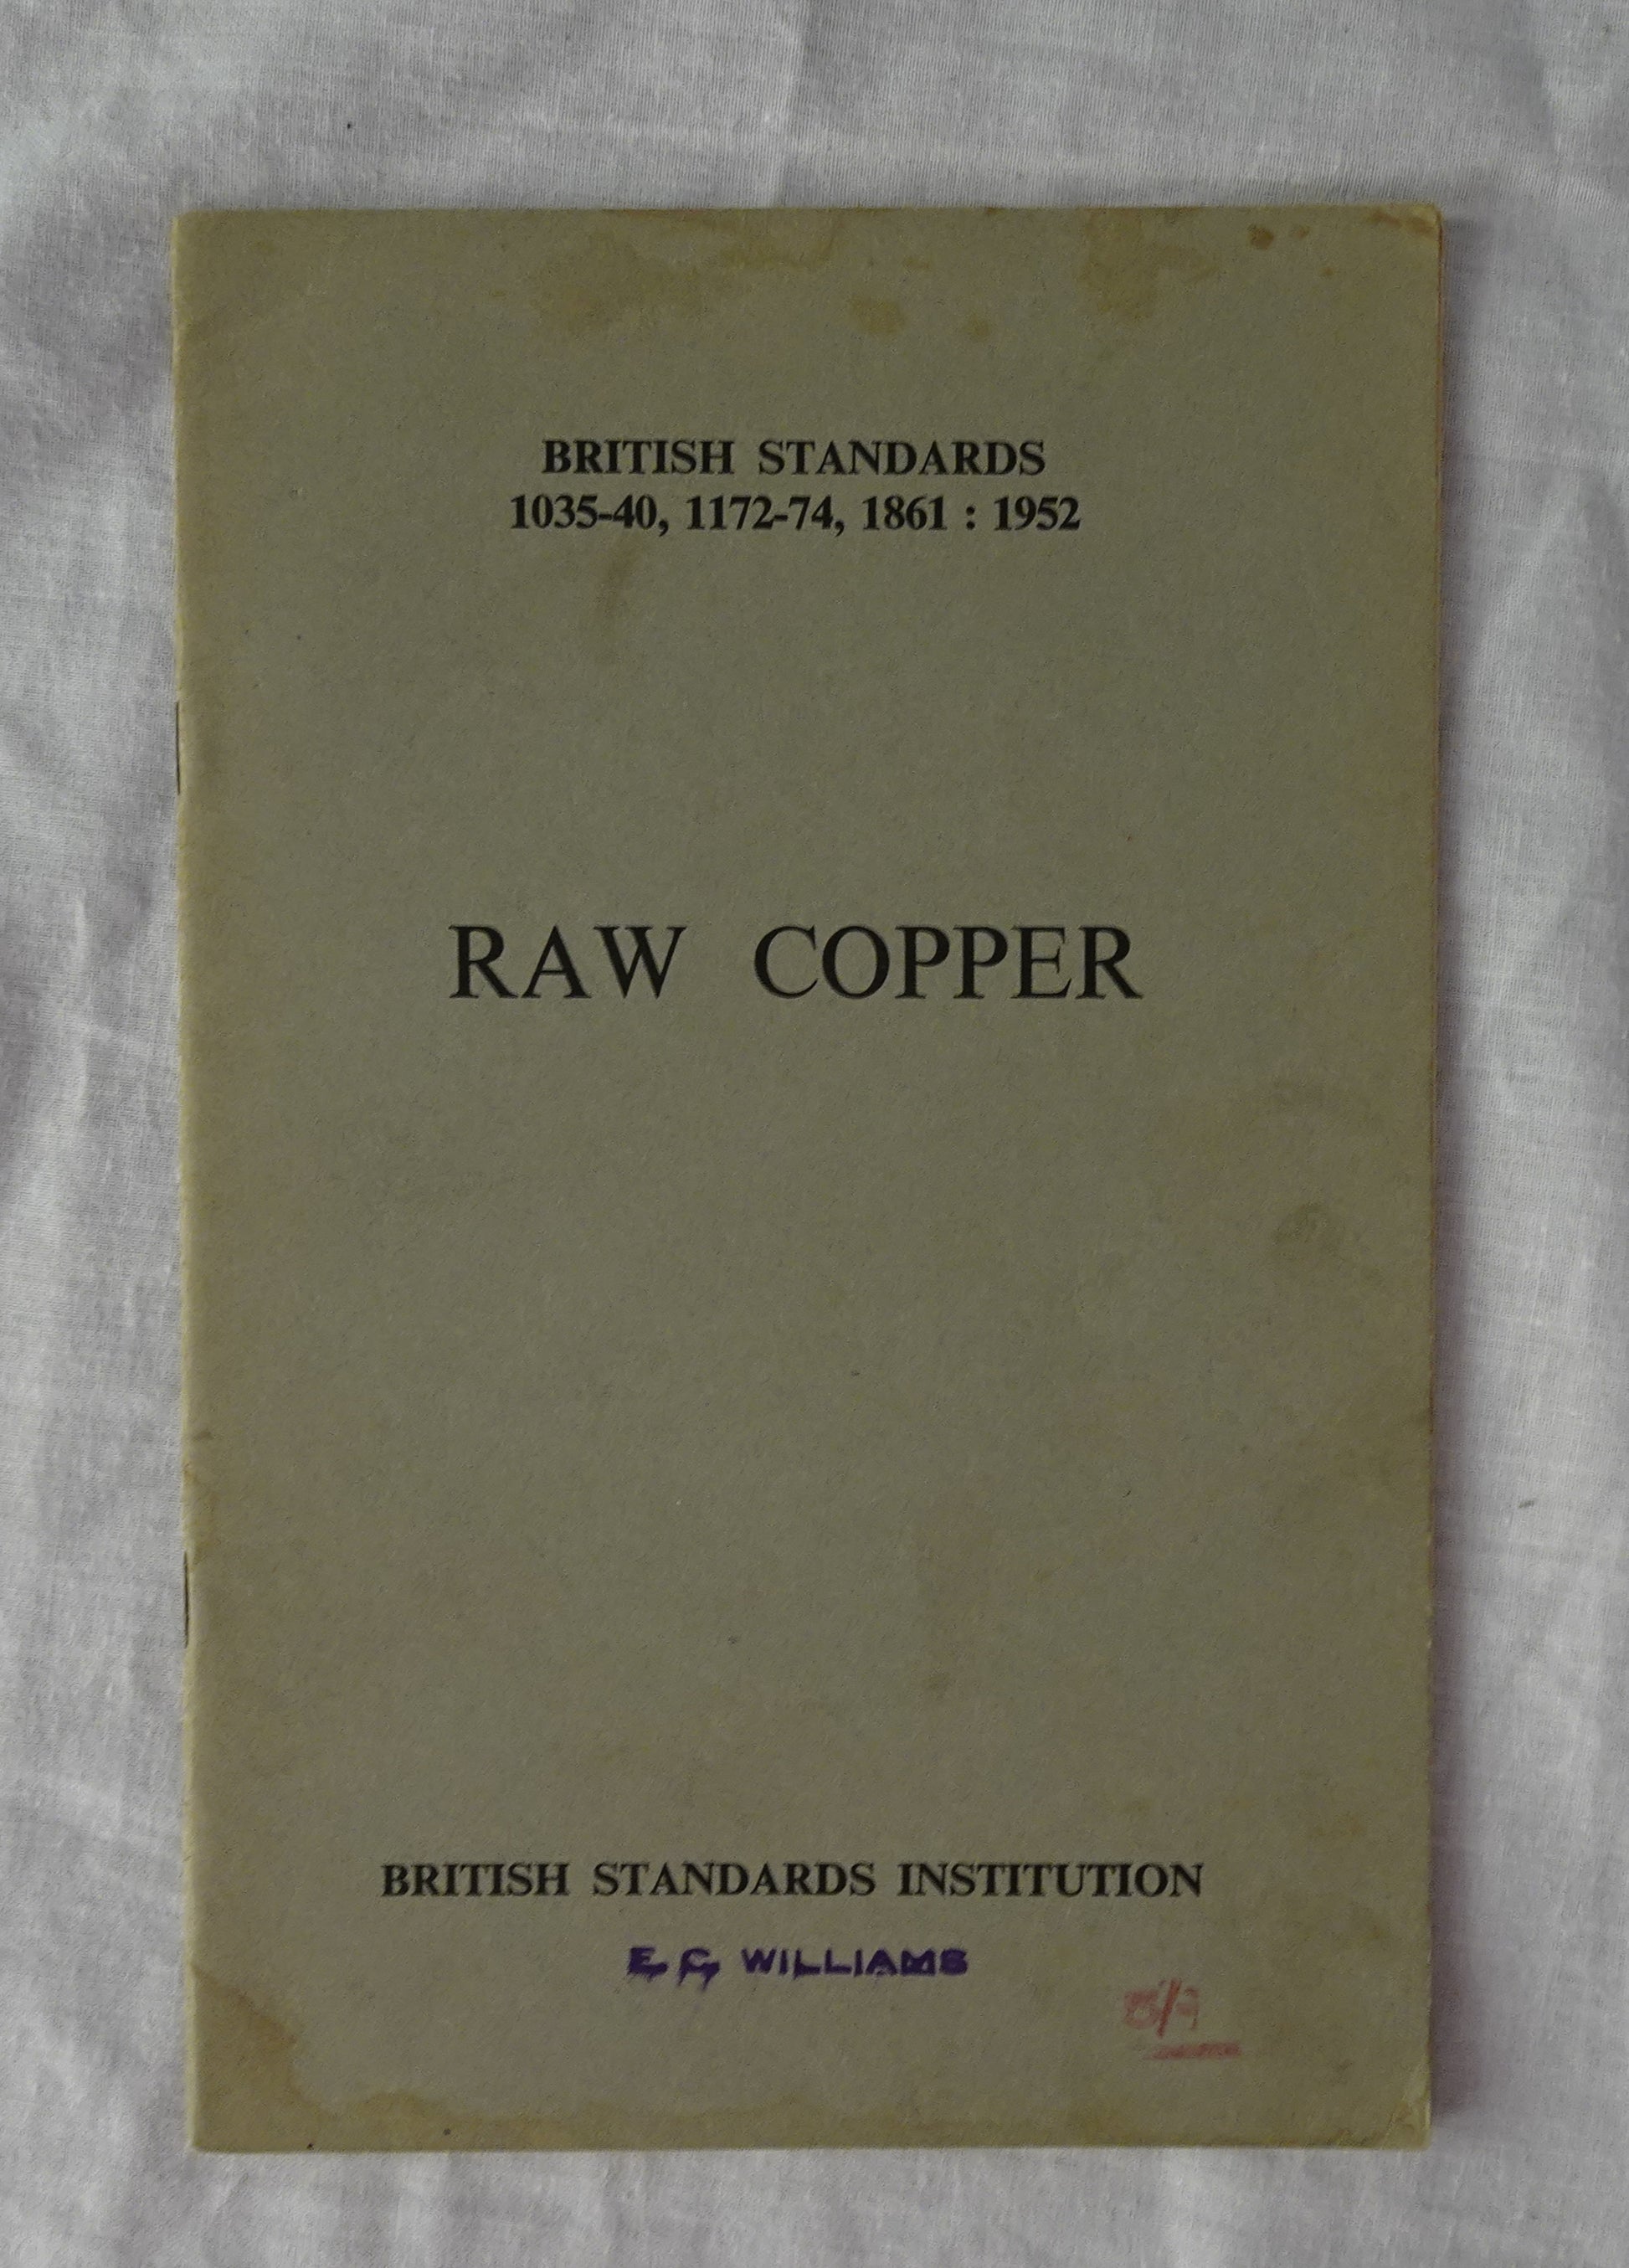 BRITISH STANDARDS
1035-40, 1172-74, 1861 : 1952
RAW COPPER
BRITISH STANDARDS INSTITUTION
E G WILLIAMS